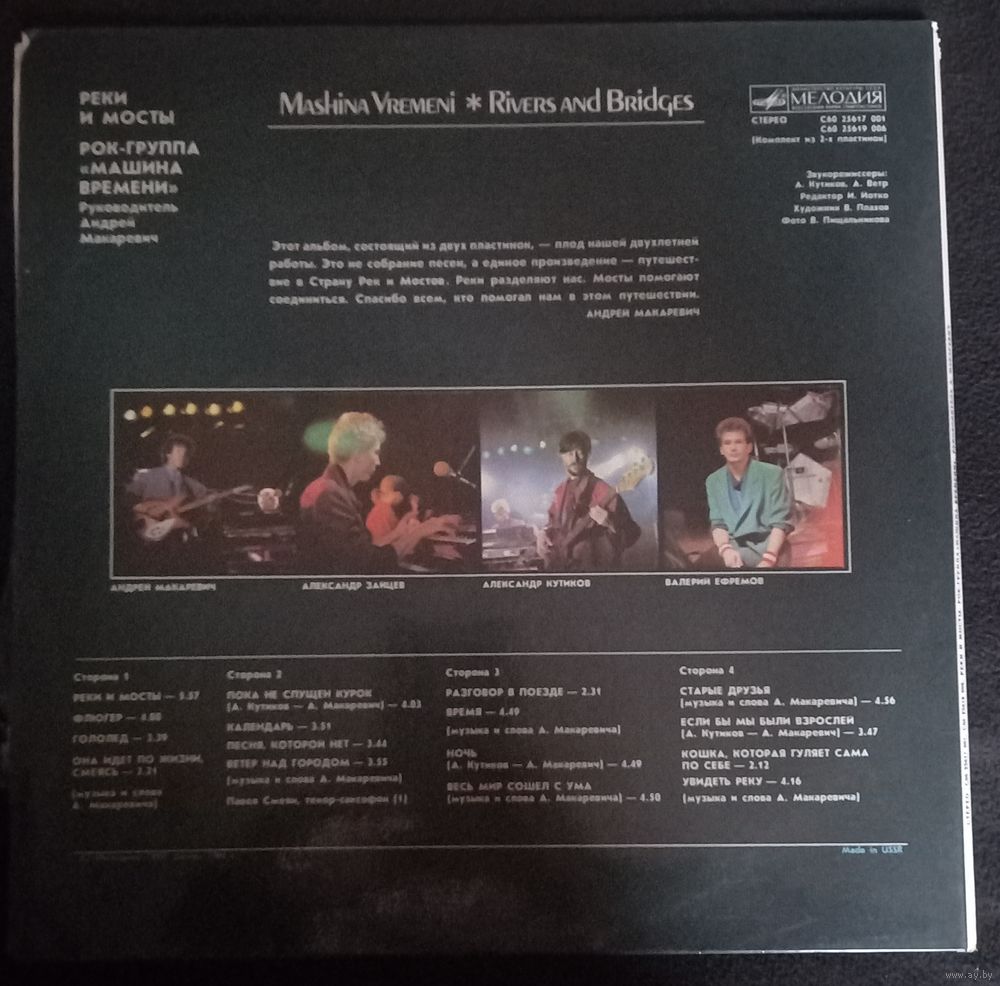 РЕКИ
И МОСТЫ
РОК-ГРУППА
«МАШИНА
ВРЕМЕНИ»
Руководитель
Андрей
Макаревич
Mashina Vremeni * Rivers and Bridges
МЕЛОДИЯ
СТЕРЕО
С60 25617 001
С60 25619 006
(Комплект из 2-х пластинок)
Звукорежиссеры:
А. Кутиков, А. Ветр
Редактор И. Йотко
Художник В. Плахов
Фото В. Пищальникова
Этот альбом, состоящий из двух пластинок, — плод нашей двухлетней
работы. Это не собрание песен, а единое произведение — путешест-
вие в Страну Рек и Мостов. Реки разделяют нас. Мосты помогают
соединиться. Спасибо всем, кто помогал нам в этом путешествии.
АНДРЕЙ МАКАРЕВИЧ
АНДРЕЙ МАКАРЕВИЧ
АЛЕКСАНДР ЗАЙЦЕВ
АЛЕКСАНДР КУТИКОВ
ВАЛЕРИЙ ЕФРЕМОВ
Сторона 1
РЕКИ И МОСТЫ — 5.57
ФЛЮГЕР —
ГОЛОЛЕД — 3.39
ОНА ИДЕТ ПО ЖИЗНИ,
СМЕЯСЬ — 3.21
(музыка и слова
А. Макаревича)
Сторона 2
ПОКА НЕ СПУЩЕН КУРОК
(А. Кутиков — А. Макаревич) — 4.03
КАЛЕНДАРЬ — 3.51
ПЕСНЯ, КОТОРОЙ НЕТ — 3.44
ВЕТЕР НАД ГОРОДОМ — 3.55
(музыка и слова А. Макаревича)
Павел Смеян, тенор-саксофон (1)
Сторона 3
РАЗГОВОР В ПОЕЗДЕ — 2.31
ВРЕМЯ — 4.49
(музыка и слова А. Макаревича)
НОЧЬ
(А. Кутиков — А. Макаревич) — 4.49
ВЕСЬ МИР СОШЕЛ С УМА
(музыка и слова А. Макаревича) — 4.50
Сторона 4
СТАРЫЕ ДРУЗЬЯ
(музыка и слова А. Макаревича) — 4.56
ЕСЛИ БЫ МЫ БЫЛИ ВЗРОСЛЕЙ
(А. Кутиков — А. Макаревич) — 3.47
КОШКА, КОТОРАЯ ГУЛЯЕТ САМА
ПО СЕБЕ — 2.12
УВИДЕТЬ РЕКУ — 4.16
(музыка и слова А. Макаревича)
Made in USSR
www.ay.by